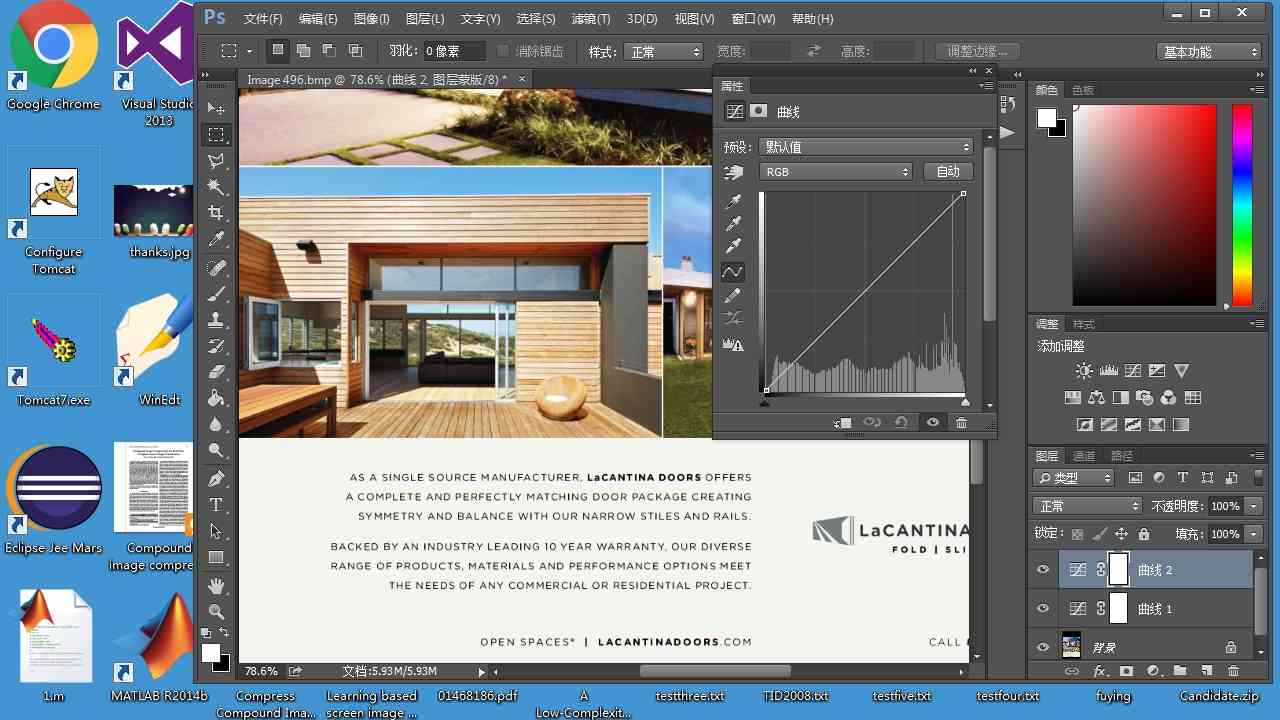 Ps 文件(F) 编辑(E) 图像(I) 图层(L) 文字(Y) 选择(S) 滤镜(T) 3D(D) 视图(V) 窗口(W) 帮助(H)
羽化: 0 像素 消除锯齿 样式: 正常 宽度: 高度: 调整边缘... 基本功能
Image 496.bmp @ 78.6% (曲线 2, 图层蒙版/8) *
属性
曲线
预设: 默认值
RGB 自动
颜色 色板
调整 样式
添加调整
通道 路径
正常 不透明度: 100%
锁定: 填充: 100%
曲线 2
曲线 1
背景
AS A SINGLE SOURCE MANUFACTURER, LaCANTINA DOORS OFFERS
A COMPLETE AND PERFECTLY MATCHING DOOR PACKAGE CREATING
SYMMETRY AND BALANCE WITH OUR NARROW STILES AND RAILS.
BACKED BY AN INDUSTRY LEADING 10 YEAR WARRANTY, OUR DIVERSE
RANGE OF PRODUCTS, MATERIALS AND PERFORMANCE OPTIONS MEET
THE NEEDS OF ANY COMMERCIAL OR RESIDENTIAL PROJECT.
OPEN SPACES® | LACANTINADOORS.COM
LaCANTINA
FOLD | SLI
CALL
78.6% 文档:5.93M/5.93M
Google Chrome
Visual Studio
2013
Configure
Tomcat
thanks.jpg
Tomcat7.exe
WinEdt
Eclipse Jee Mars
Compound
image compre
1.m
MATLAB R2014b
Compress
Compound Ima...
Learning based
screen image ...
01468186.pdf
A
Low-Complexit...
testthree.txt
TID2008.txt
testfive.txt
testfour.txt
fuying
Candidate.zip